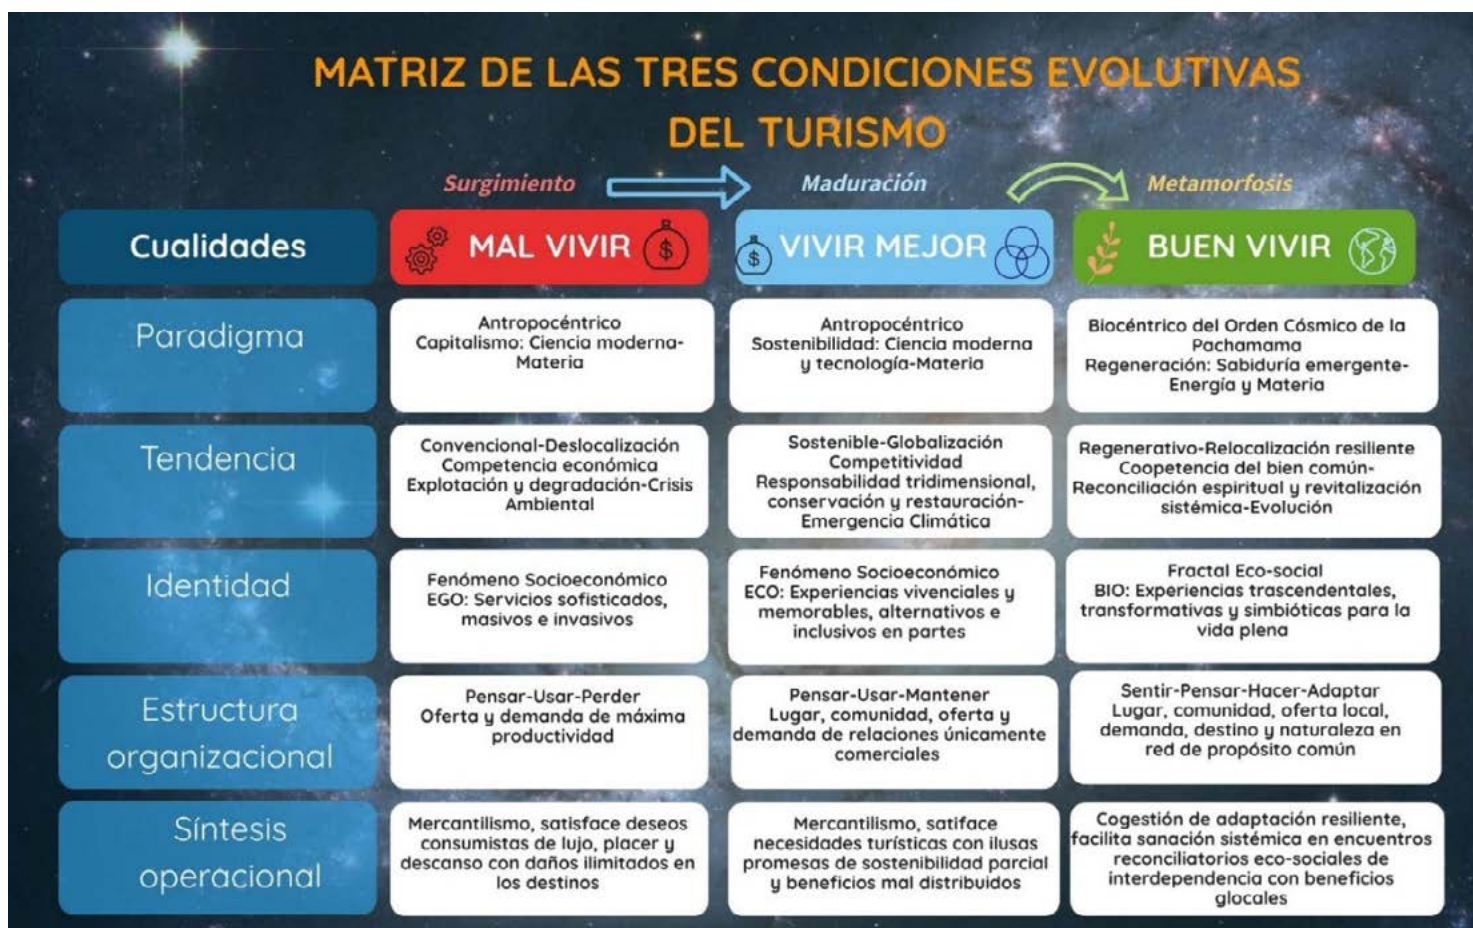 MATRIZ DE LAS TRES CONDICIONES EVOLUTIVAS
DEL TURISMO
Surgimiento
Maduración
Metamorfosis
Cualidades
MAL VIVIR
$
$
VIVIR MEJOR
BUEN VIVIR
Paradigma
Antropocéntrico
Capitalismo: Ciencia moderna-
Materia
Antropocéntrico
Sostenibilidad: Ciencia moderna
y tecnología-Materia
Biocéntrico del Orden Cósmico de la
Pachamama
Regeneración: Sabiduría emergente-
Energía y Materia
Tendencia
Convencional-Deslocalización
Competencia económica
Explotación y degradación-Crisis
Ambiental
Sostenible-Globalización
Competitividad
Responsabilidad tridimensional,
conservación y restauración-
Emergencia Climática
Regenerativo-Relocalización resiliente
Coopetencia del bien común-
Reconciliación espiritual y revitalización
sistémica-Evolución
Identidad
Fenómeno Socioeconómico
EGO: Servicios sofisticados,
masivos e invasivos
Fenómeno Socioeconómico
ECO: Experiencias vivenciales y
memorables, alternativos e
inclusivos en partes
Fractal Eco-social
BIO: Experiencias trascendentales,
transformativas y simbióticas para la
vida plena
Estructura
organizacional
Pensar-Usar-Perder
Oferta y demanda de máxima
productividad
Pensar-Usar-Mantener
Lugar, comunidad, oferta y
demanda de relaciones únicamente
comerciales
Sentir-Pensar-Hacer-Adaptar
Lugar, comunidad, oferta local,
demanda, destino y naturaleza en
red de propósito común
Síntesis
operacional
Mercantilismo, satisface deseos
consumistas de lujo, placer y
descanso con daños ilimitados en
los destinos
Mercantilismo, satiface
necesidades turísticas con ilusas
promesas de sostenibilidad parcial
y beneficios mal distribuidos
Cogestión de adaptación resiliente,
facilita sanación sistémica en encuentros
reconciliatorios eco-sociales de
interdependencia con beneficios
glocales